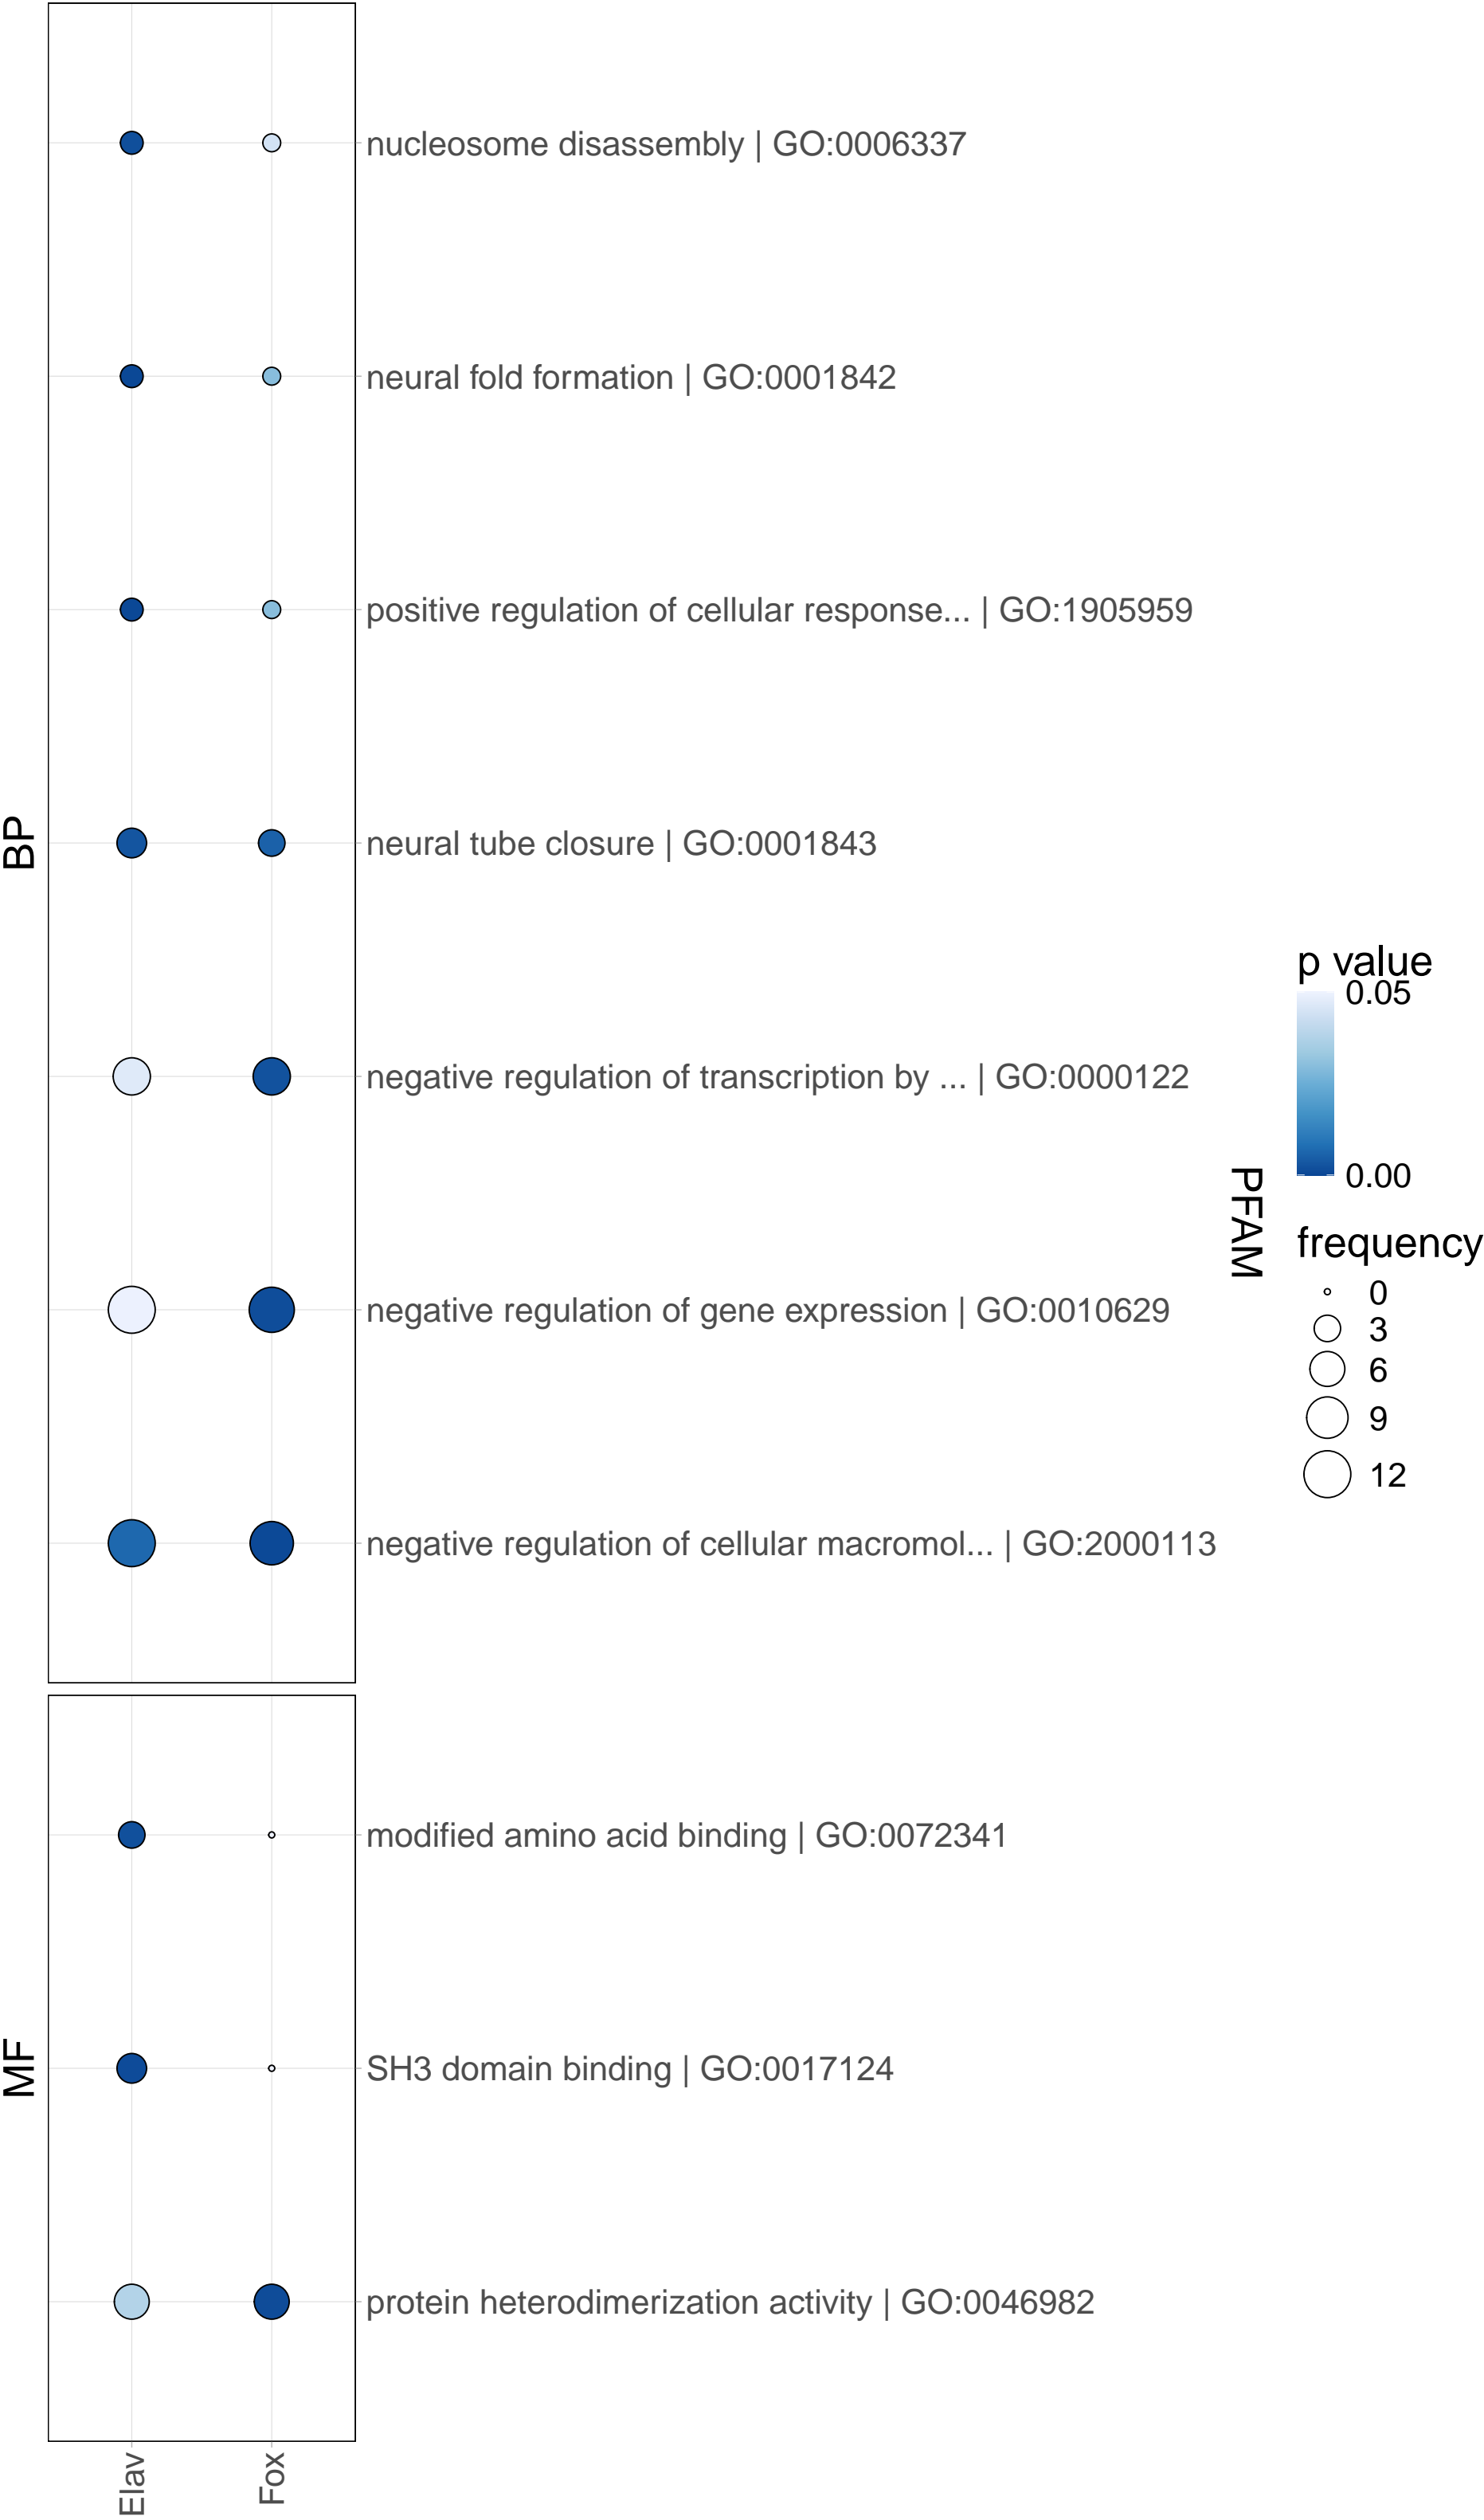 BP
nucleosome disassembly | GO:0006337
neural fold formation | GO:0001842
positive regulation of cellular response... | GO:1905959
neural tube closure | GO:0001843
negative regulation of transcription by ... | GO:0000122
negative regulation of gene expression | GO:0010629
negative regulation of cellular macromol... | GO:2000113
MF
modified amino acid binding | GO:0072341
SH3 domain binding | GO:0017124
protein heterodimerization activity | GO:0046982
Elav
Fox
PFAM
p value
0.05
0.00
frequency
0
3
6
9
12